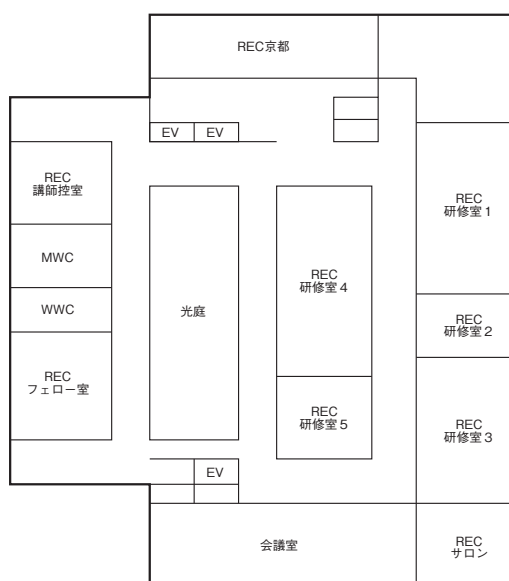 REC京都
EV
EV
REC
講師控室
MWC
WWC
REC
フェロー室
光庭
REC
研修室4
REC
研修室5
REC
研修室1
REC
研修室2
REC
研修室3
EV
会議室
REC
サロン